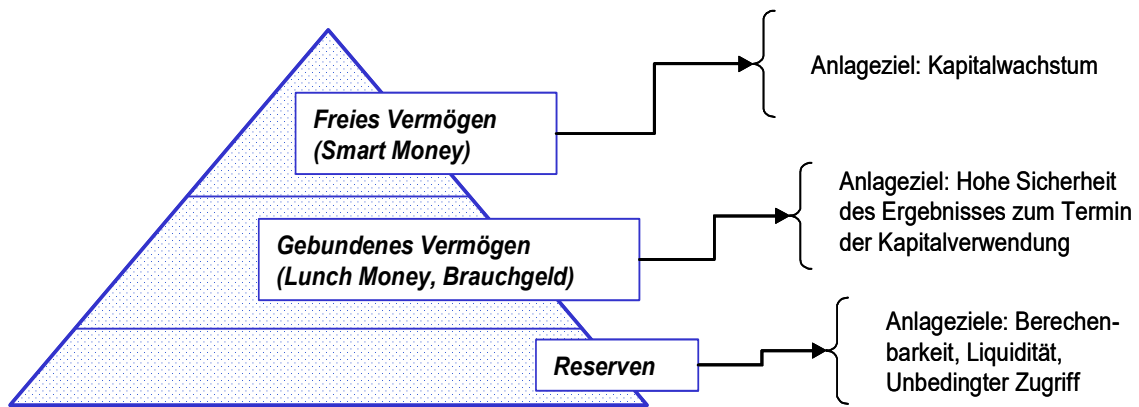 Freies Vermögen
(Smart Money)
Anlageziel: Kapitalwachstum
Gebundenes Vermögen
(Lunch Money, Brauchgeld)
Anlageziel: Hohe Sicherheit
des Ergebnisses zum Termin
der Kapitalverwendung
Reserven
Anlageziele: Berechen-
barkeit, Liquidität,
Unbedingter Zugriff